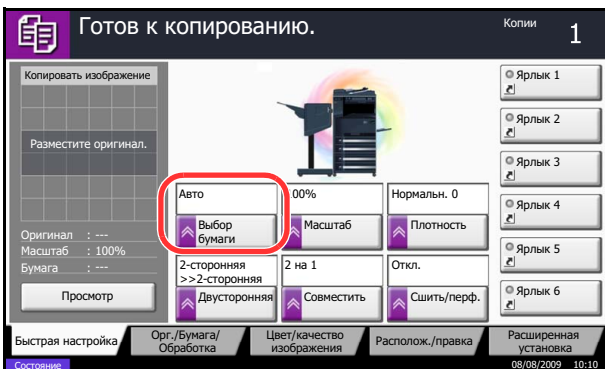 Готов к копированию.
Копии
1
Копировать изображение
Разместите оригинал.
Оригинал : ---
Масштаб : 100%
Бумага : ---
Просмотр
Авто
Выбор
бумаги
00%
Масштаб
Нормальн. 0
Плотность
2-сторонняя
>>2-сторонняя
Двусторонняя
2 на 1
Совместить
Откл.
Сшить/перф.
Ярлык 1
Ярлык 2
Ярлык 3
Ярлык 4
Ярлык 5
Ярлык 6
Быстрая настройка
Орг./Бумага/
Обработка
Цвет/качество
изображения
Располож./правка
Расширенная
установка
Состояние
08/08/2009 10:10